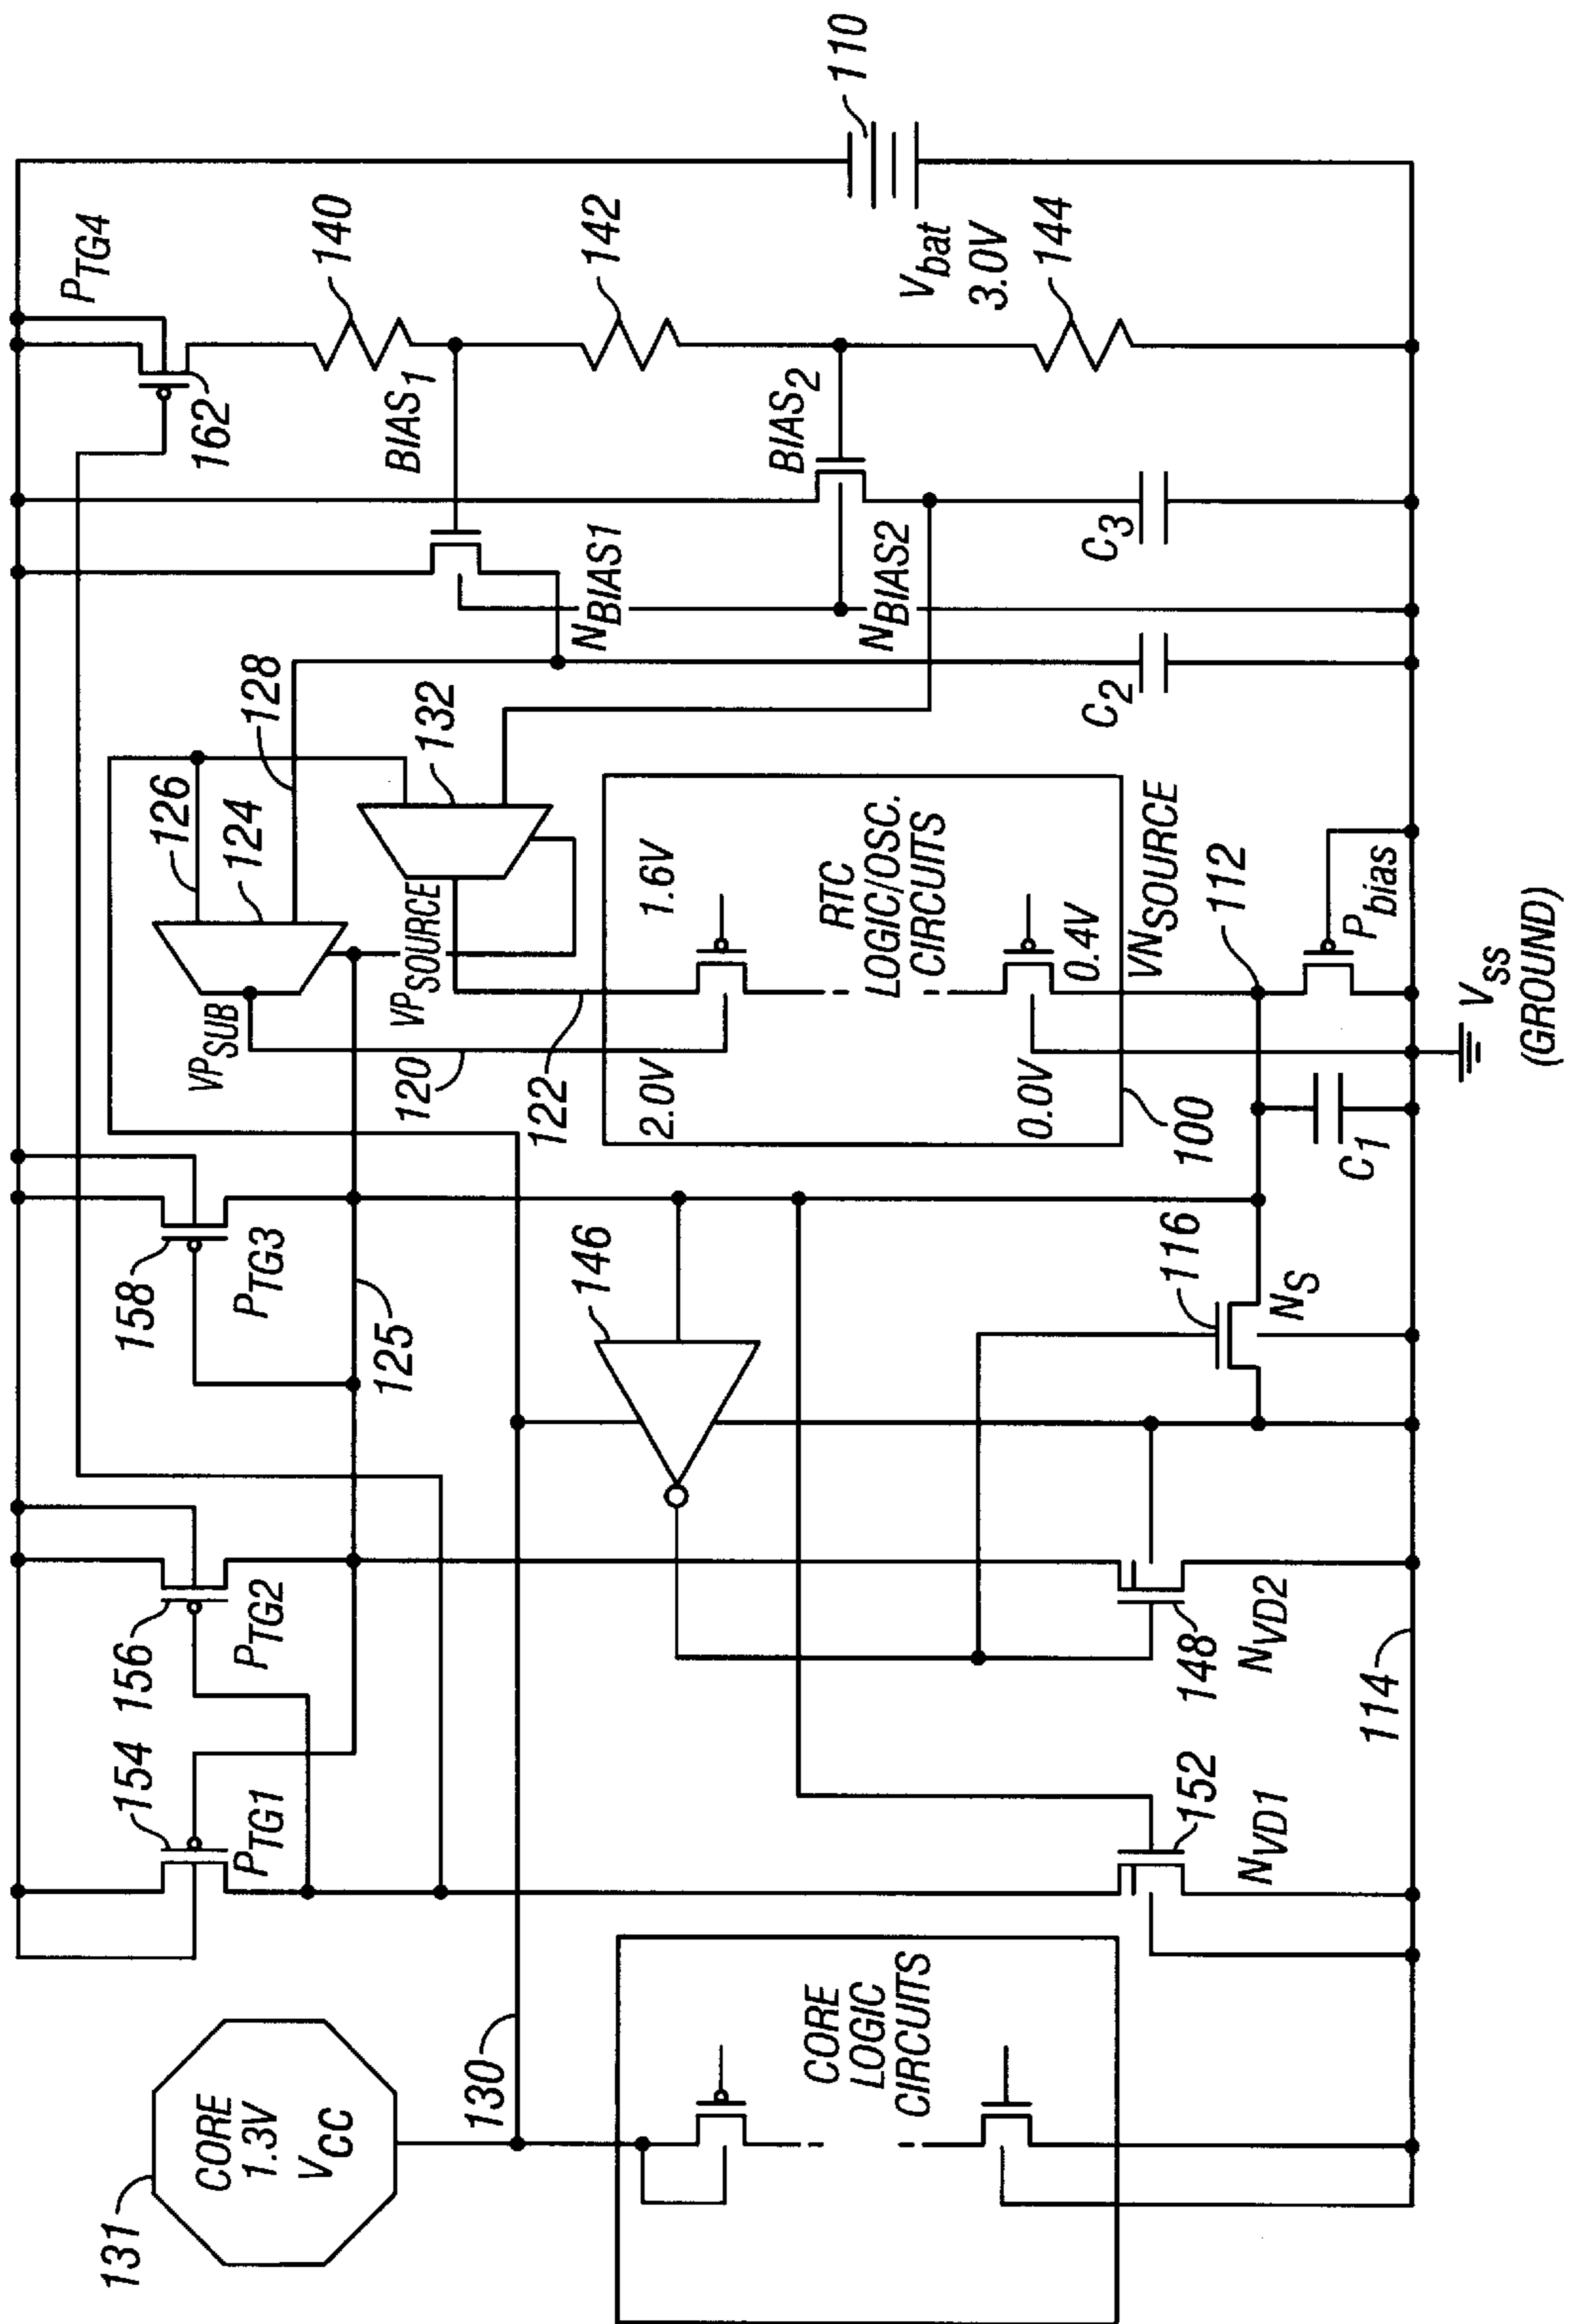 131
CORE
1.3V
VCC
130
CORE
LOGIC
CIRCUITS
154
PTG1
156
PTG2
158
PTG3
125
146
152
NVD1
148
NVD2
114
116
NS
C1
112
VPSUB
120
122
VPSOURCE
126
124
128
132
2.0V
1.6V
RTC
LOGIC/OSC.
CIRCUITS
0.0V
0.4V
100
VNSOURCE
Pbias
VSS
(GROUND)
C2
C3
NBIAS1
NBIAS2
BIAS1
BIAS2
162
PTG4
140
142
144
Vbat
3.0V
110